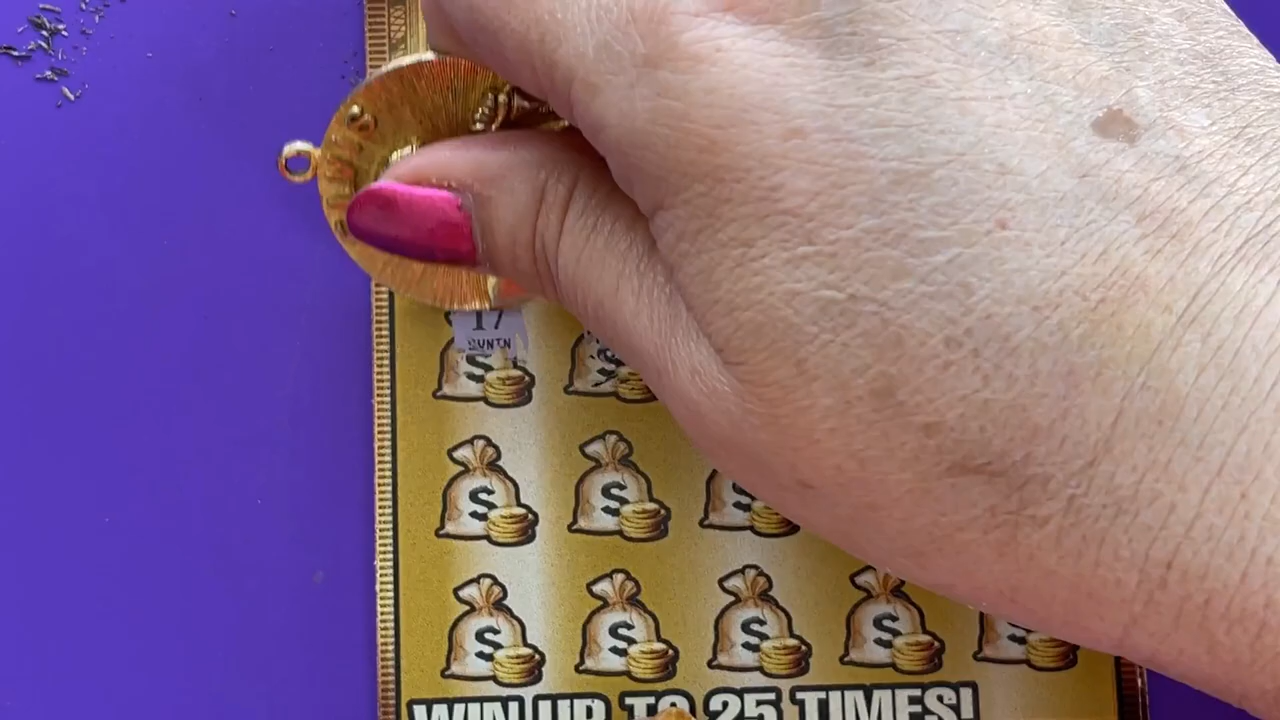 17
$ $
$ $ $
$ $ $ $ $
WIN UP TO 25 TIMES!